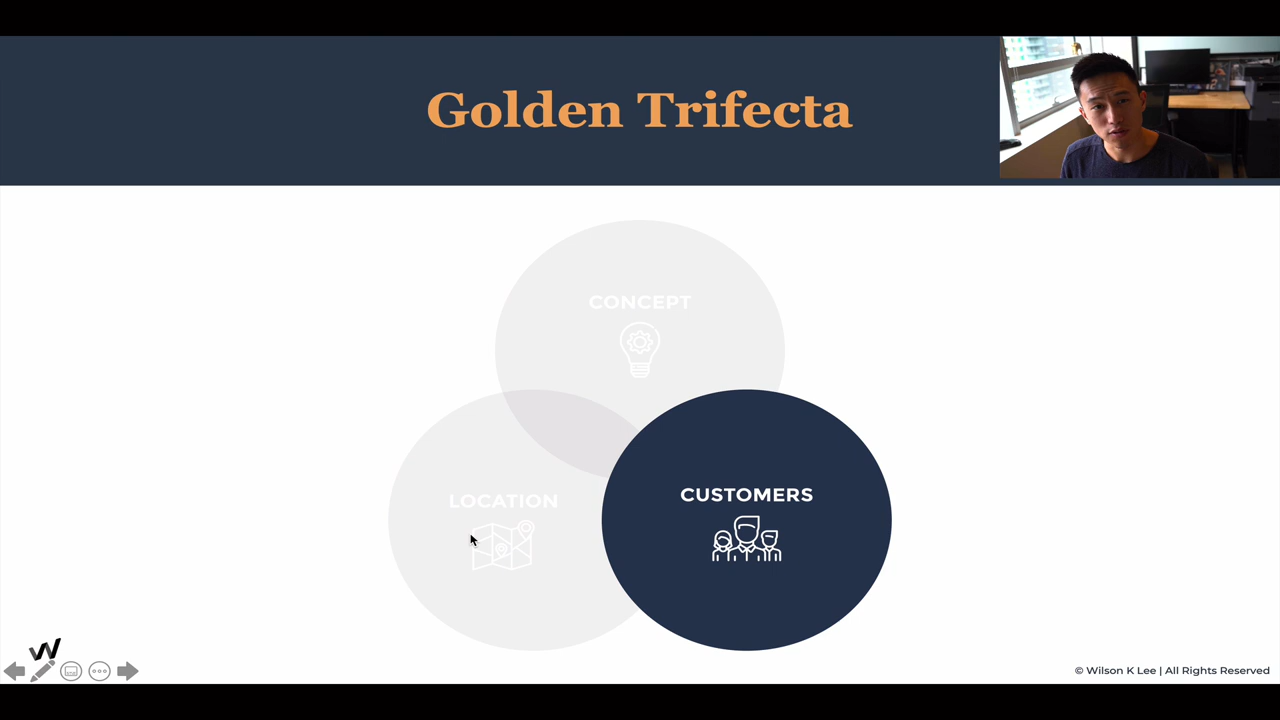 Golden Trifecta
CONCEPT
LOCATION
CUSTOMERS
W
© Wilson K Lee | All Rights Reserved